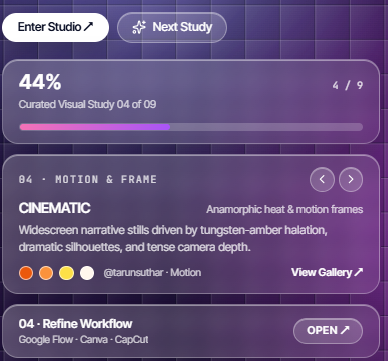 Enter Studio ↗ Next Study
44% 4 / 9
Curated Visual Study 04 of 09
04 · MOTION & FRAME
CINEMATIC Anamorphic heat & motion frames
Widescreen narrative stills driven by tungsten-amber halation,
dramatic silhouettes, and tense camera depth.
@tarunsuthar · Motion View Gallery ↗
04 · Refine Workflow
Google Flow · Canva · CapCut OPEN ↗